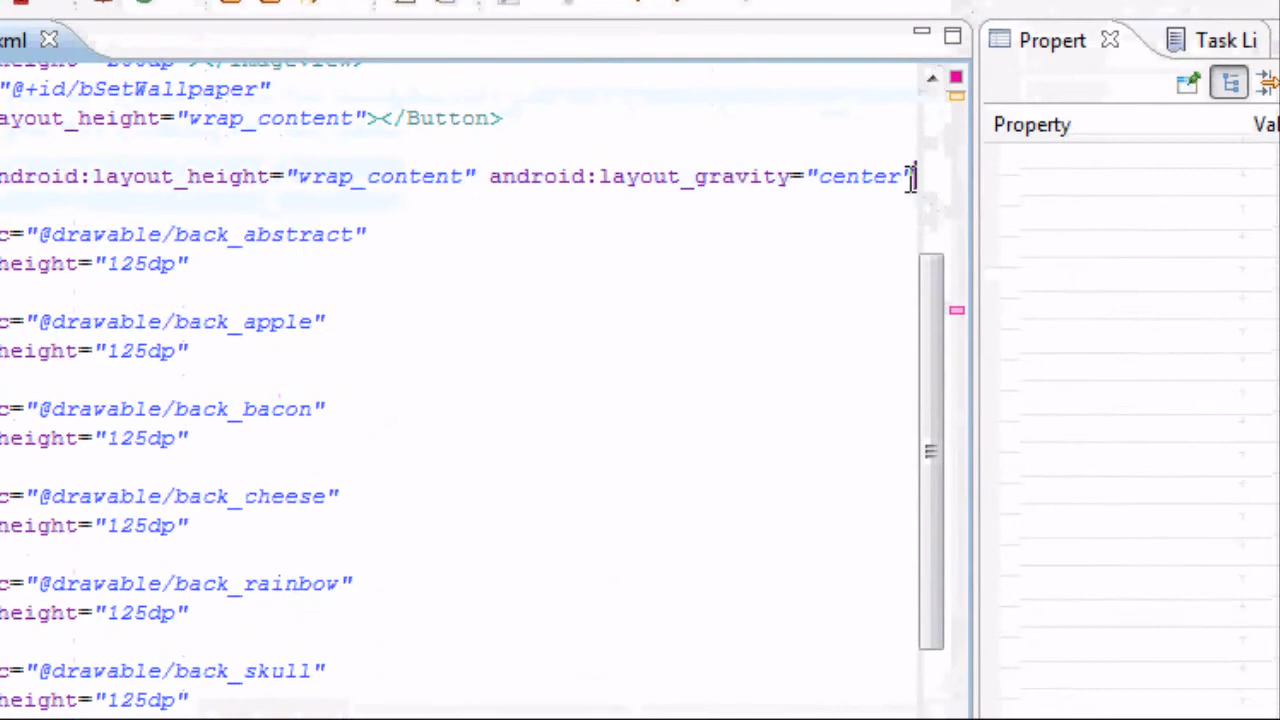 xml
Propert
Task Li
"@+id/bSetWallpaper"
ayout_height="wrap_content"></Button>
Property
Val
ndroid:layout_height="wrap_content" android:layout_gravity="center"
c="@drawable/back_abstract"
height="125dp"
c="@drawable/back_apple"
height="125dp"
c="@drawable/back_bacon"
height="125dp"
c="@drawable/back_cheese"
height="125dp"
c="@drawable/back_rainbow"
height="125dp"
c="@drawable/back_skull"
height="125dp"